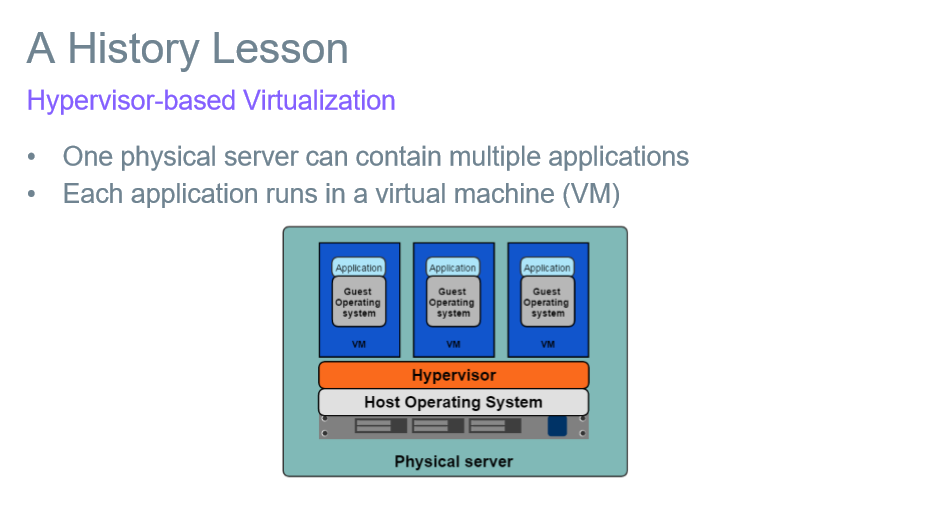 A History Lesson
Hypervisor-based Virtualization
• One physical server can contain multiple applications
• Each application runs in a virtual machine (VM)
Application
Guest
Operating
system
VM
Application
Guest
Operating
system
VM
Application
Guest
Operating
system
VM
Hypervisor
Host Operating System
Physical server